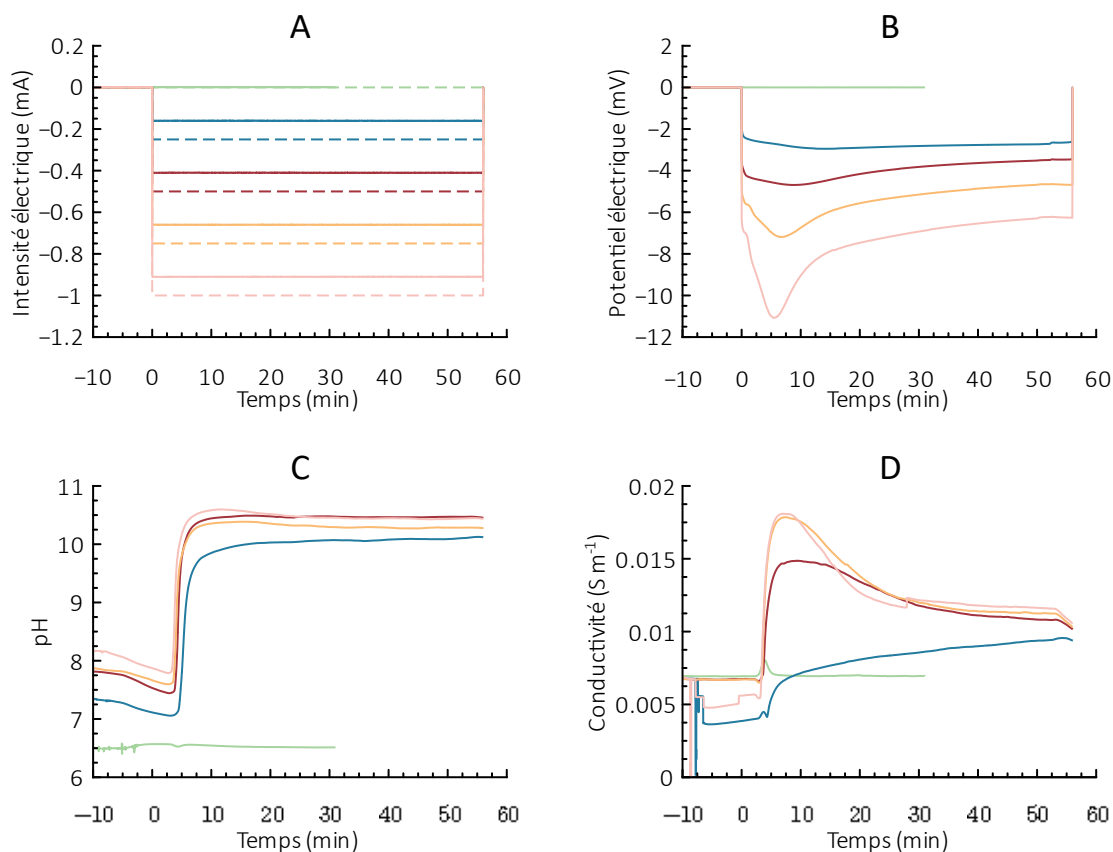 A
0.2
0
−0.2
−0.4
−0.6
−0.8
−1
−1.2
Intensité électrique (mA)
−10 0 10 20 30 40 50 60
Temps (min)
B
2
0
−2
−4
−6
−8
−10
−12
Potentiel électrique (mV)
−10 0 10 20 30 40 50 60
Temps (min)
C
11
10
9
8
7
6
pH
−10 0 10 20 30 40 50 60
Temps (min)
D
0.02
0.015
0.01
0.005
0
Conductivité (S m⁻¹)
−10 0 10 20 30 40 50 60
Temps (min)